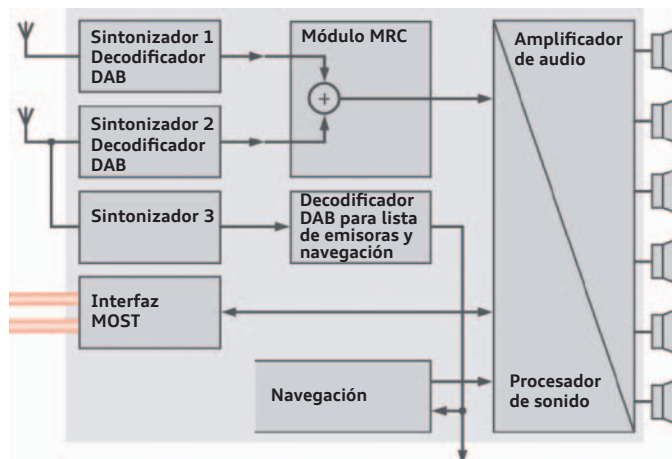 Sintonizador 1
Decodificador
DAB
Módulo MRC
Amplificador
de audio
+
Sintonizador 2
Decodificador
DAB
Sintonizador 3
Decodificador
DAB para lista
de emisoras y
navegación
Interfaz
MOST
Navegación
Procesador
de sonido